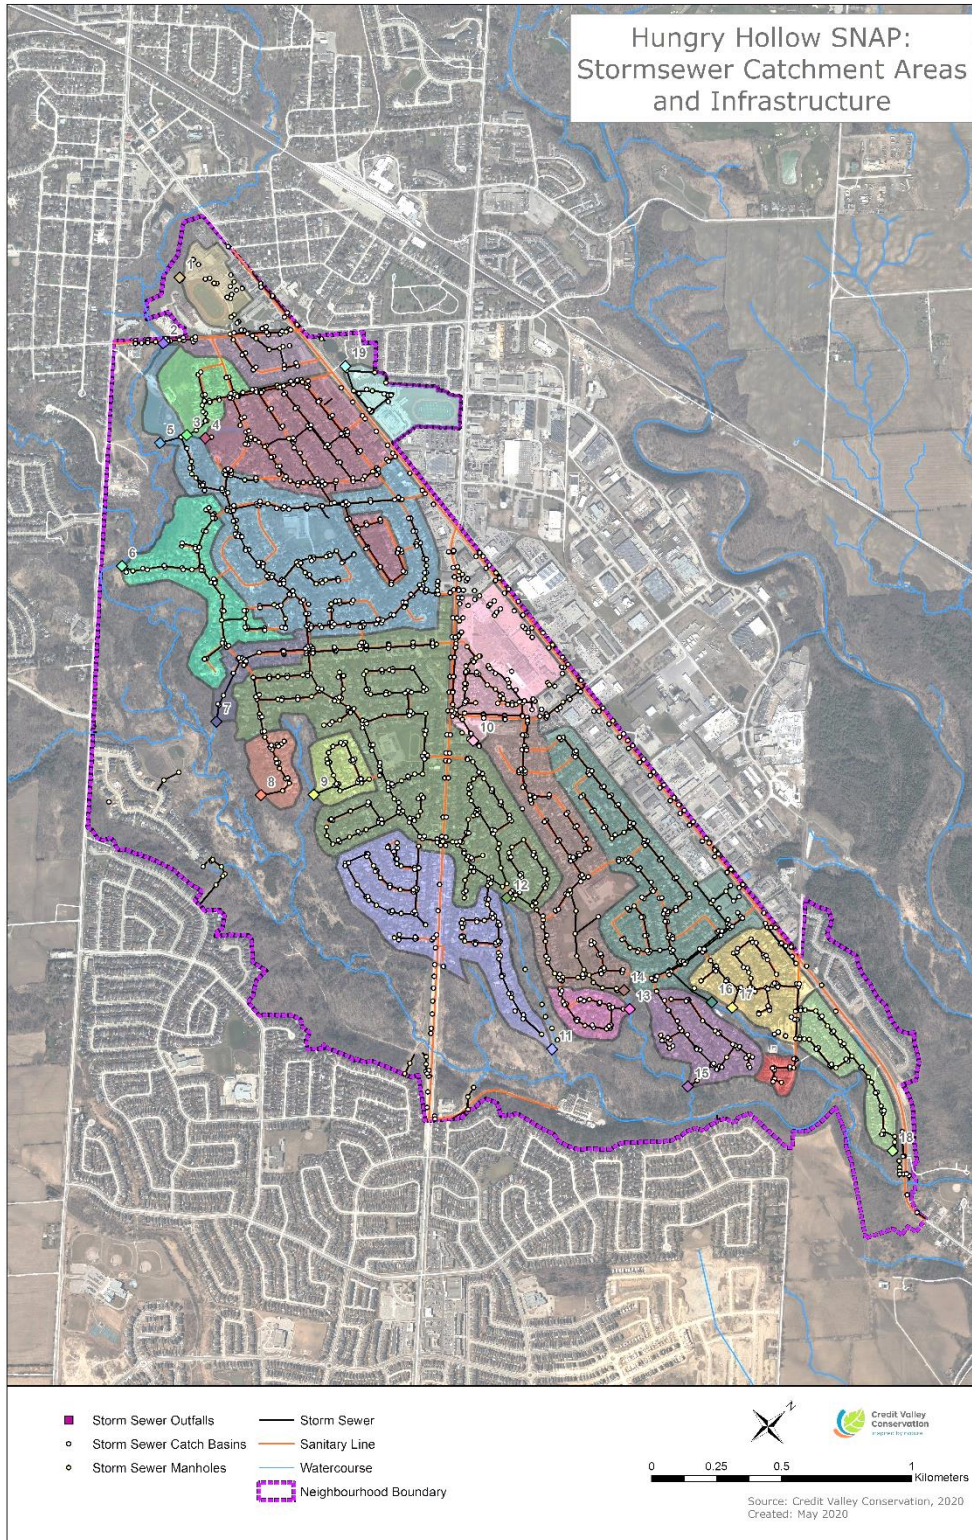 Hungry Hollow SNAP:
Stormsewer Catchment Areas
and Infrastructure
1
2
19
3
4
5
6
7
10
8
9
12
14
13
16
17
11
15
18
Storm Sewer Outfalls
Storm Sewer Catch Basins
Storm Sewer Manholes
Storm Sewer
Sanitary Line
Watercourse
Neighbourhood Boundary
N
Credit Valley
Conservation
inspired by nature
0 0.25 0.5 1
Kilometers
Source: Credit Valley Conservation, 2020
Created: May 2020